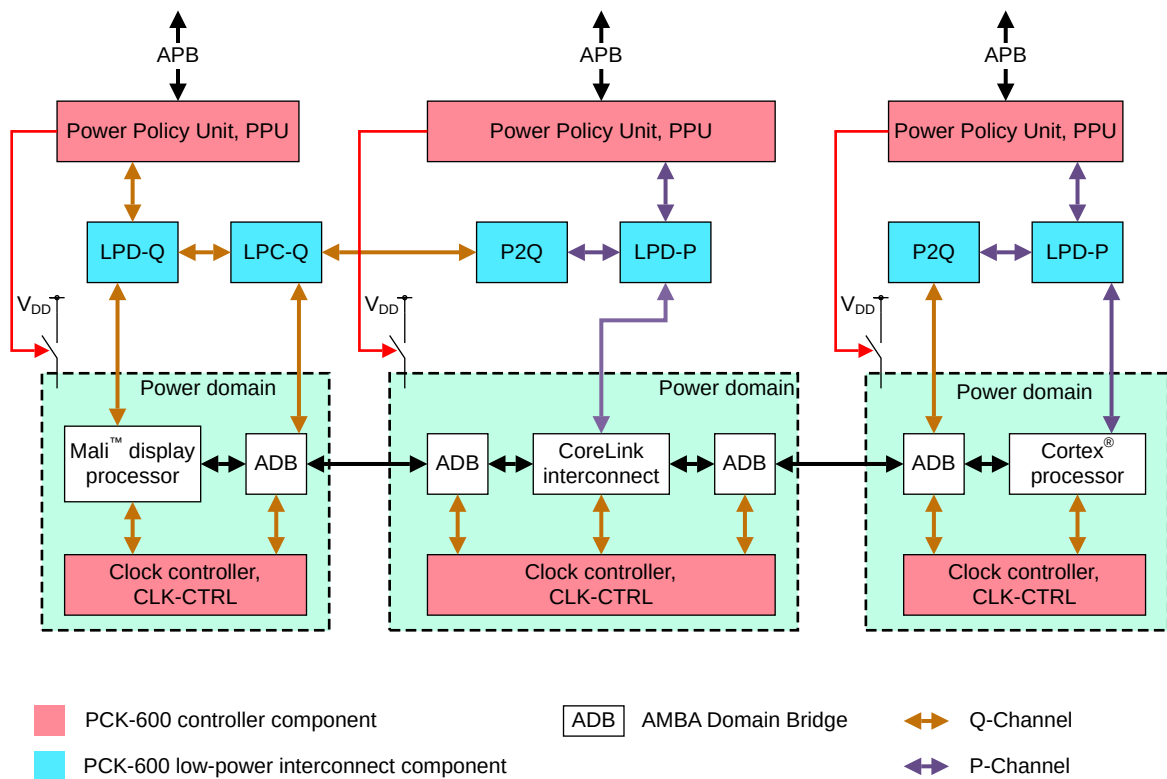 APB
APB
APB
Power Policy Unit, PPU
Power Policy Unit, PPU
Power Policy Unit, PPU
LPD-Q
LPC-Q
P2Q
LPD-P
P2Q
LPD-P
VDD
VDD
VDD
Power domain
Power domain
Power domain
Mali™ display
processor
ADB
ADB
CoreLink
interconnect
ADB
ADB
Cortex®
processor
Clock controller,
CLK-CTRL
Clock controller,
CLK-CTRL
Clock controller,
CLK-CTRL
PCK-600 controller component
ADB
AMBA Domain Bridge
Q-Channel
PCK-600 low-power interconnect component
P-Channel